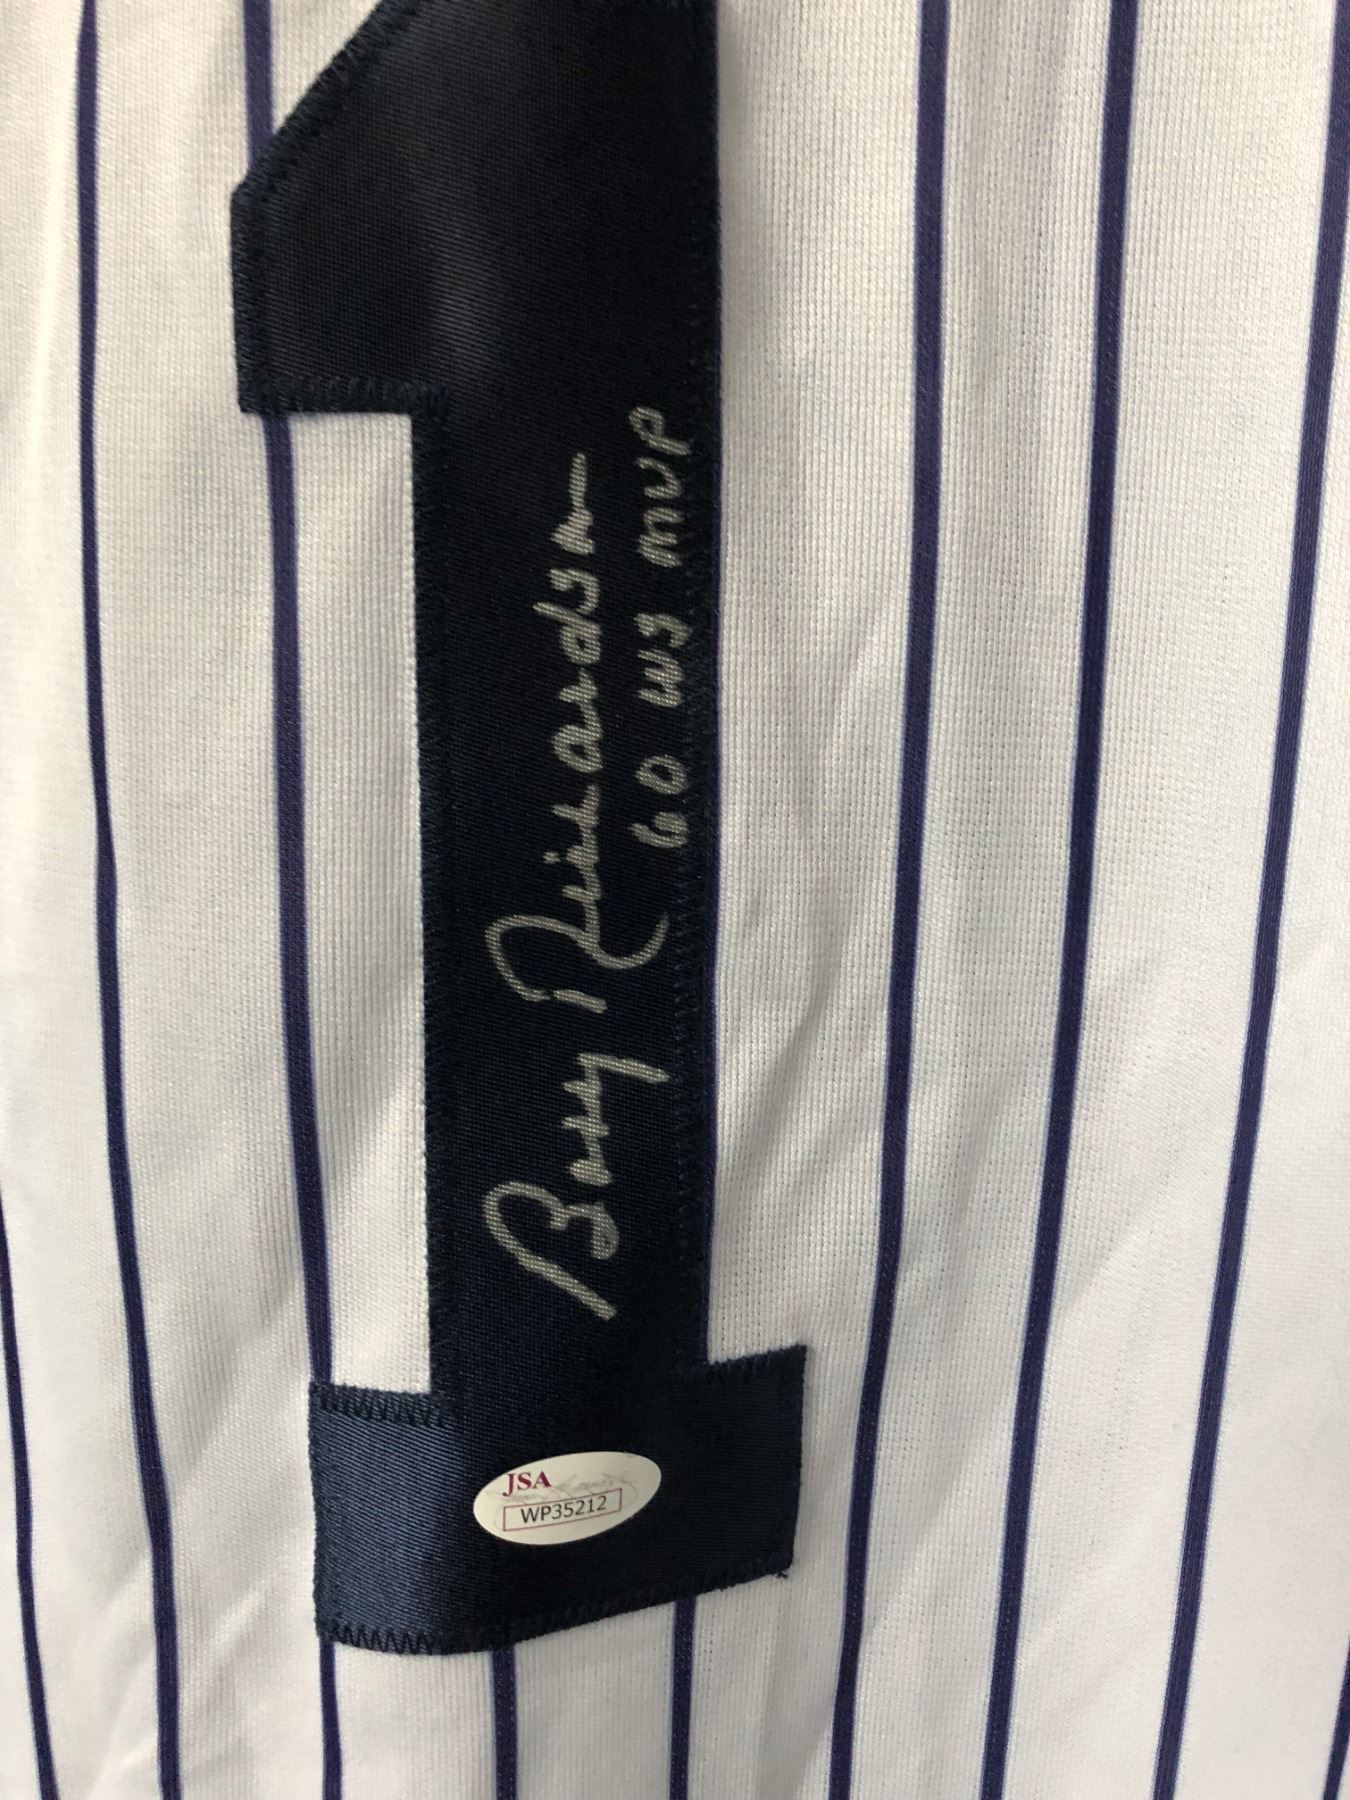 Bobby Richardson
60 WS MVP
JSA
WP35212